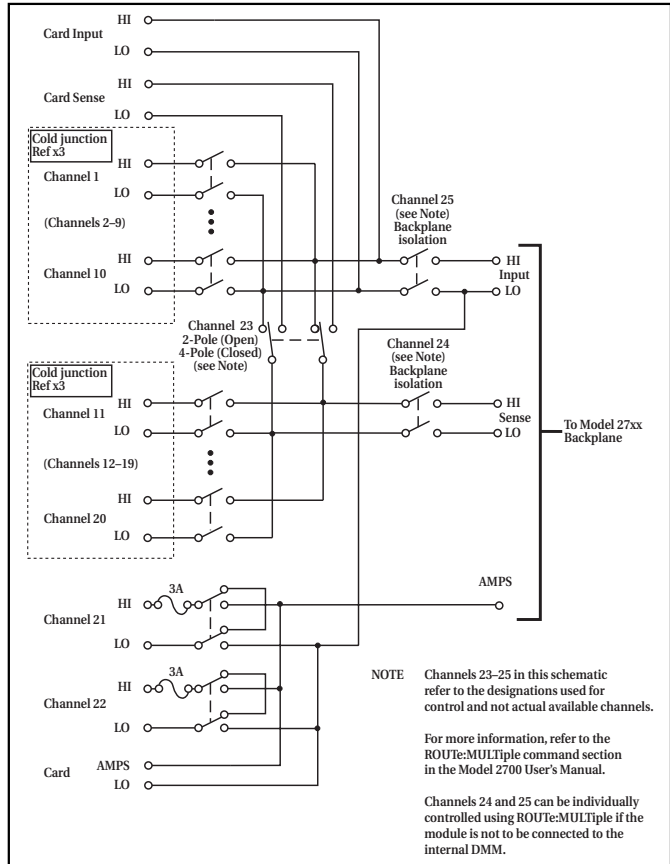 Card Input
HI
LO
Card Sense
HI
LO
Cold junction
Ref x3
Channel 1
HI
LO
(Channels 2–9)
Channel 10
HI
LO
Channel 25
(see Note)
Backplane
isolation
HI
Input
LO
Channel 23
2-Pole (Open)
4-Pole (Closed)
(see Note)
Channel 24
(see Note)
Backplane
isolation
Cold junction
Ref x3
Channel 11
HI
LO
(Channels 12–19)
Channel 20
HI
LO
HI
Sense
LO
To Model 27xx
Backplane
AMPS
Channel 21
HI
3A
LO
Channel 22
HI
3A
LO
Card
AMPS
LO
NOTE Channels 23–25 in this schematic
refer to the designations used for
control and not actual available channels.
For more information, refer to the
ROUTe:MULTiple command section
in the Model 2700 User's Manual.
Channels 24 and 25 can be individually
controlled using ROUTe:MULTiple if the
module is not to be connected to the
internal DMM.